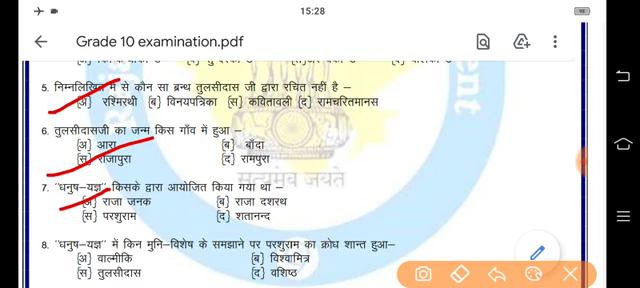 15:28
98
Grade 10 examination.pdf
5. निम्नलिखित में से कौन सा ग्रन्थ तुलसीदास जी द्वारा रचित नहीं है –
(अ) रश्मिरथी (ब) विनयपत्रिका (स) कवितावली (द) रामचरितमानस
6. तुलसीदासजी का जन्म किस गाँव में हुआ –
(अ) आरा (ब) बाँदा
(स) राजापुरा (द) रामपुरा
सत्यमेव जयते
7. "धनुष–यज्ञ" किसके द्वारा आयोजित किया गया था –
(अ) राजा जनक (ब) राजा दशरथ
(स) परशुराम (द) शतानन्द
8. "धनुष–यज्ञ" में किन मुनि–विशेष के समझाने पर परशुराम का क्रोध शान्त हुआ–
(अ) वाल्मीकि (ब) विश्वामित्र
(स) तुलसीदास (द) वशिष्ठ